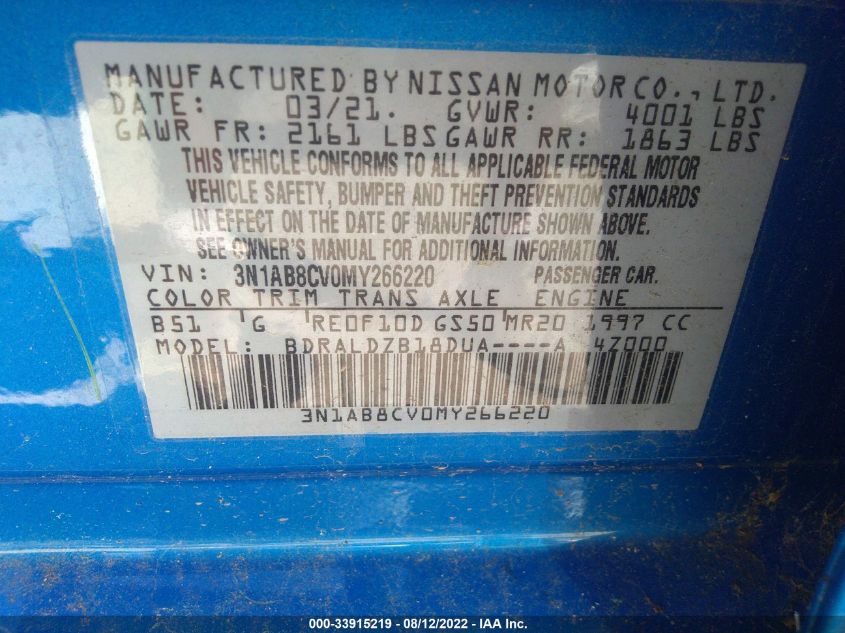 MANUFACTURED BY NISSAN MOTOR CO., LTD.
DATE: 03/21. GVWR: 4001 LBS
GAWR FR: 2161 LBS GAWR RR: 1863 LBS
THIS VEHICLE CONFORMS TO ALL APPLICABLE FEDERAL MOTOR
VEHICLE SAFETY, BUMPER AND THEFT PREVENTION STANDARDS
IN EFFECT ON THE DATE OF MANUFACTURE SHOWN ABOVE.
SEE OWNER'S MANUAL FOR ADDITIONAL INFORMATION.
VIN: 3N1AB8CV0MY266220 PASSENGER CAR.
COLOR TRIM TRANS AXLE ENGINE
B51 G RE0F10D GS50 MR20 1997 CC
MODEL: BDRALDZB18DUA----A 4Z000
3N1AB8CV0MY266220
000-33915219 - 08/12/2022 - IAAI.COM